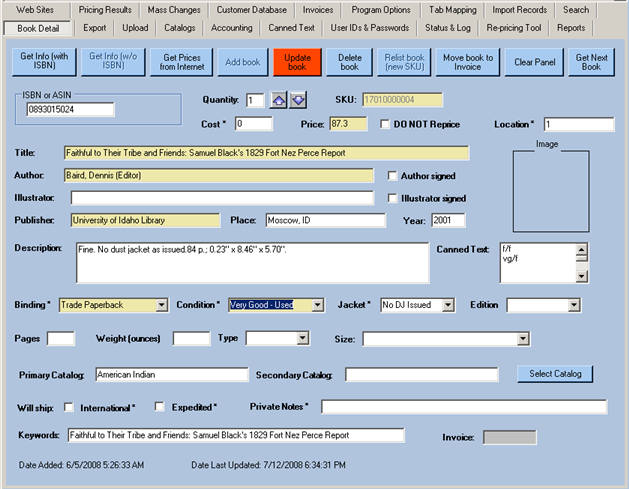 Web Sites Pricing Results Mass Changes Customer Database Invoices Program Options Tab Mapping Import Records Search
Book Detail Export Upload Catalogs Accounting Canned Text User IDs & Passwords Status & Log Re-pricing Tool Reports
Get Info (with ISBN) Get Info (w/o ISBN) Get Prices from Internet Add book Update book Delete book Relist book (new SKU) Move book to Invoice Clear Panel Get Next Book
ISBN or ASIN
0893015024
Quantity: 1 SKU: 17010000004
Cost * 0 Price: 87.3 DO NOT Reprice Location * 1
Image
Title: Faithful to Their Tribe and Friends: Samuel Black's 1829 Fort Nez Perce Report
Author: Baird, Dennis (Editor) Author signed
Illustrator: Illustrator signed
Publisher: University of Idaho Library Place: Moscow, ID Year: 2001
Description: Fine. No dust jacket as issued.84 p.; 0.23" x 8.46" x 5.70". Canned Text: f/f
vg/f
Binding * Trade Paperback Condition * Very Good - Used Jacket * No DJ Issued Edition
Pages Weight (ounces) Type Size:
Primary Catalog: American Indian Secondary Catalog: Select Catalog
Will ship: International * Expedited * Private Notes *
Keywords: Faithful to Their Tribe and Friends: Samuel Black's 1829 Fort Nez Perce Report Invoice:
Date Added: 6/5/2008 5:26:33 AM Date Last Updated: 7/12/2008 6:34:31 PM